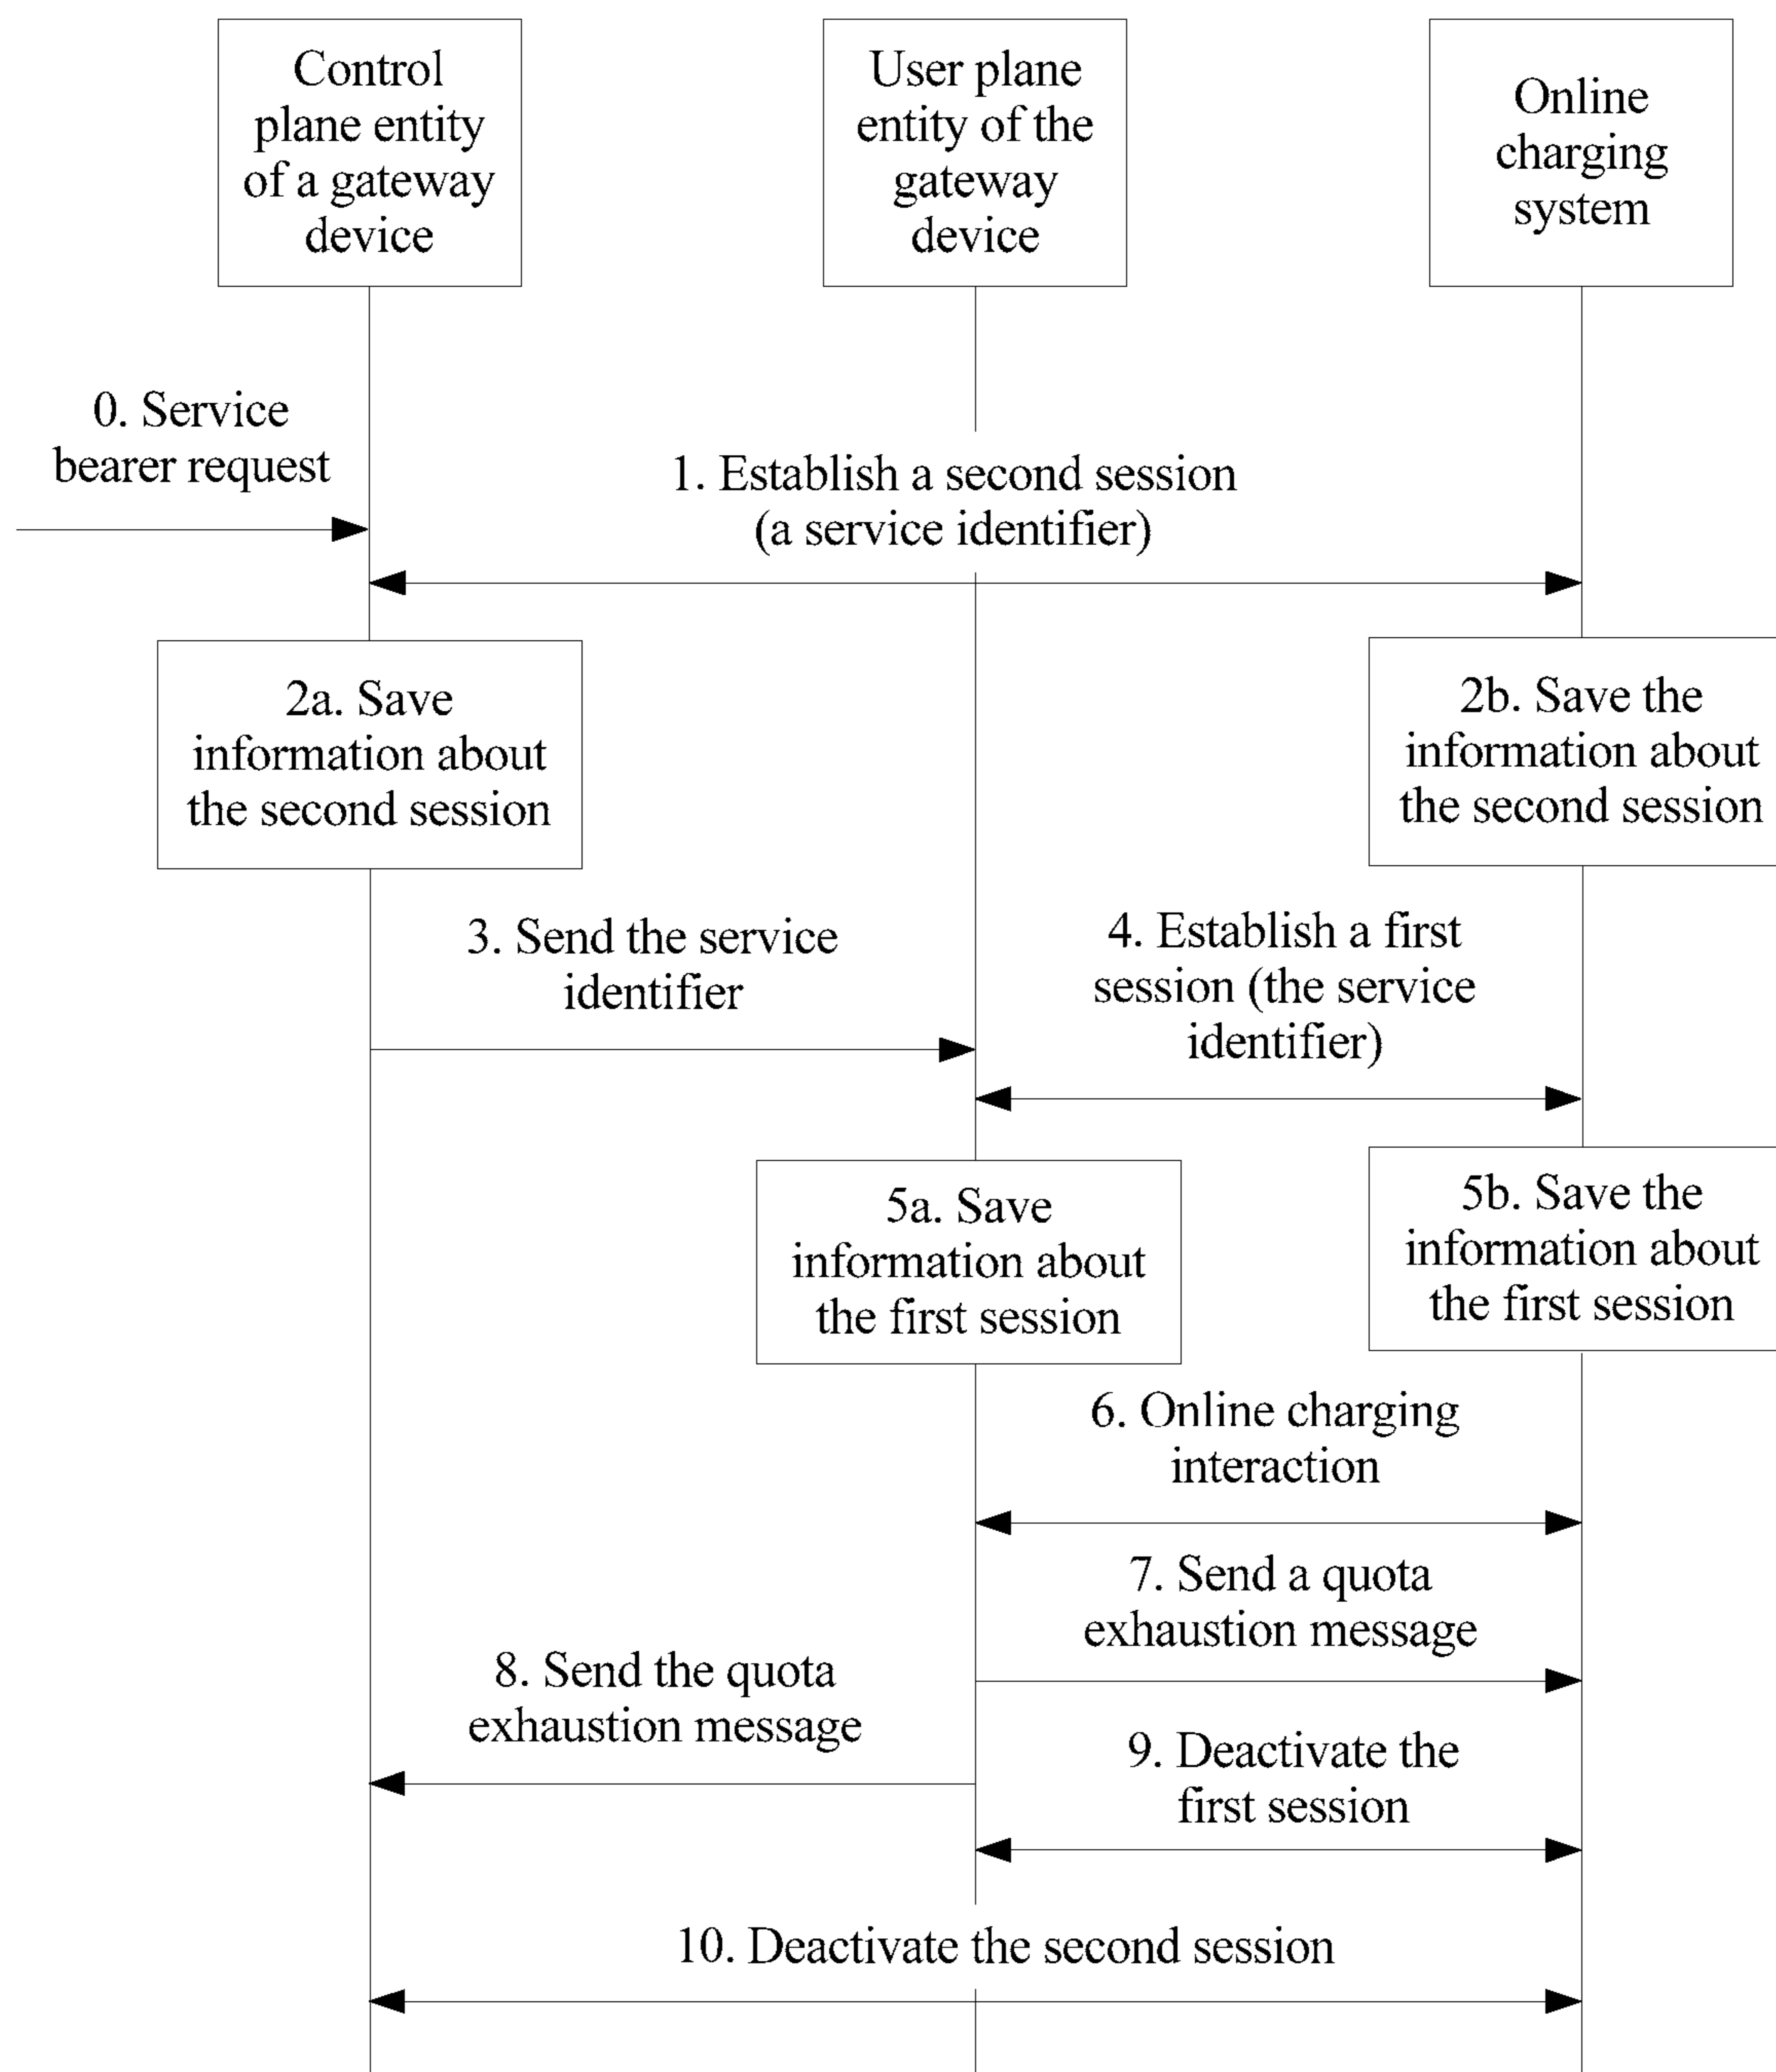 Control
plane entity
of a gateway
device
User plane
entity of the
gateway
device
Online
charging
system
0. Service
bearer request
1. Establish a second session
(a service identifier)
2a. Save
information about
the second session
2b. Save the
information about
the second session
3. Send the service
identifier
4. Establish a first
session (the service
identifier)
5a. Save
information about
the first session
5b. Save the
information about
the first session
6. Online charging
interaction
7. Send a quota
exhaustion message
8. Send the quota
exhaustion message
9. Deactivate the
first session
10. Deactivate the second session